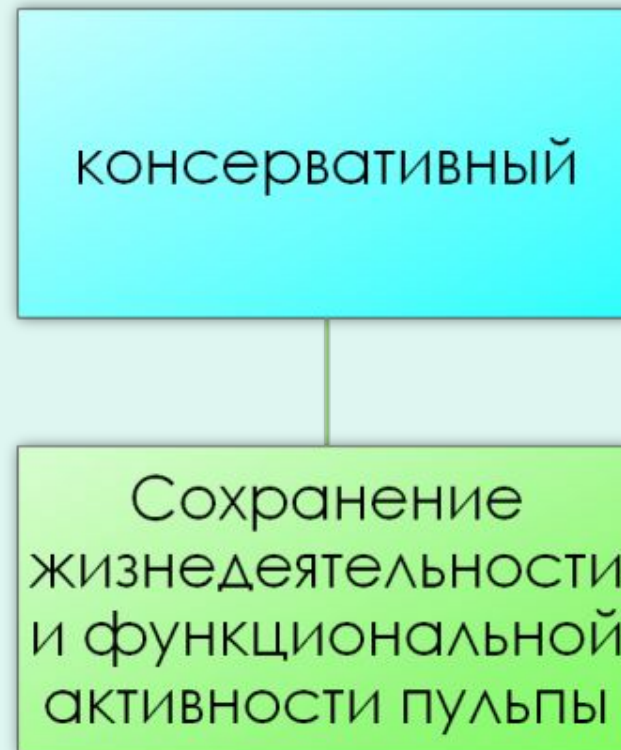 консервативный
Сохранение
жизнедеятельности
и функциональной
активности пульпы